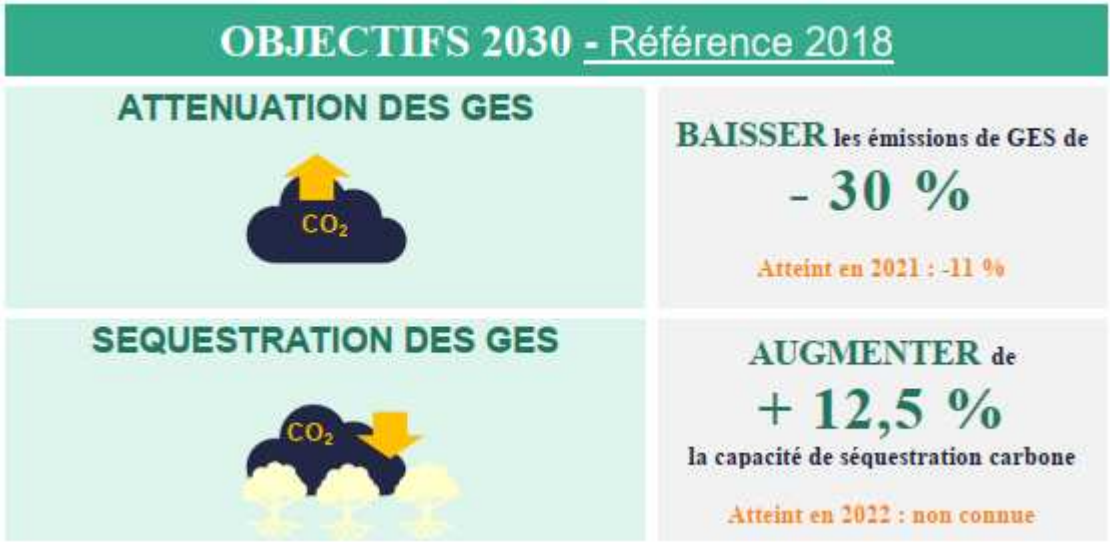 OBJECTIFS 2030 - Référence 2018
ATTENUATION DES GES
CO₂
BAISSER les émissions de GES de
- 30 %
Atteint en 2021 : -11 %
SEQUESTRATION DES GES
CO₂
AUGMENTER de
+ 12,5 %
la capacité de séquestration carbone
Atteint en 2022 : non connue